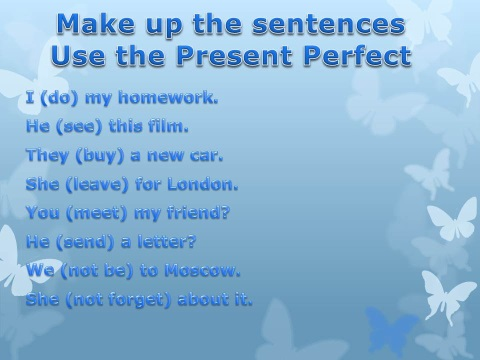 Make up the sentences
Use the Present Perfect
I (do) my homework.
He (see) this film.
They (buy) a new car.
She (leave) for London.
You (meet) my friend?
He (send) a letter?
We (not be) to Moscow.
She (not forget) about it.